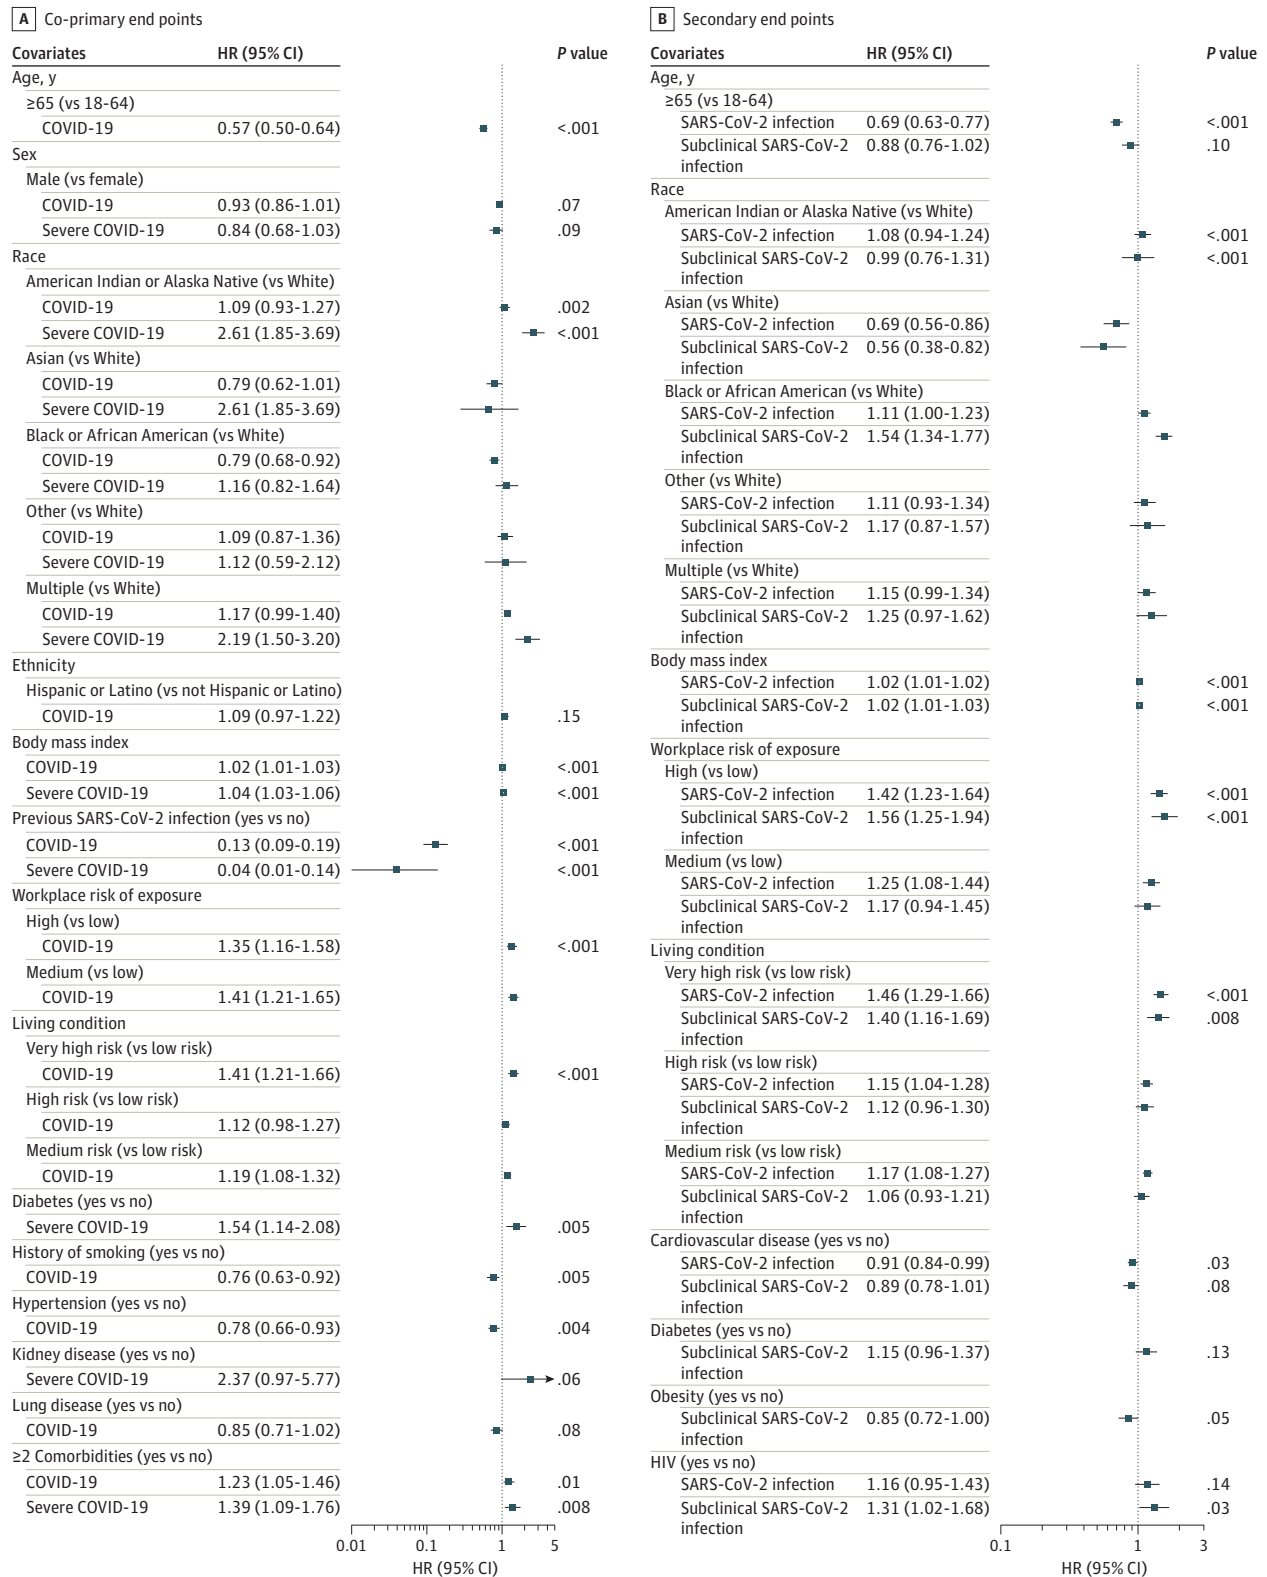 A Co-primary end points
Covariates HR (95% CI) P value
Age, y
≥65 (vs 18-64)
COVID-19 0.57 (0.50-0.64) <.001
Sex
Male (vs female)
COVID-19 0.93 (0.86-1.01) .07
Severe COVID-19 0.84 (0.68-1.03) .09
Race
American Indian or Alaska Native (vs White)
COVID-19 1.09 (0.93-1.27) .002
Severe COVID-19 2.61 (1.85-3.69) <.001
Asian (vs White)
COVID-19 0.79 (0.62-1.01)
Severe COVID-19 2.61 (1.85-3.69)
Black or African American (vs White)
COVID-19 0.79 (0.68-0.92)
Severe COVID-19 1.16 (0.82-1.64)
Other (vs White)
COVID-19 1.09 (0.87-1.36)
Severe COVID-19 1.12 (0.59-2.12)
Multiple (vs White)
COVID-19 1.17 (0.99-1.40)
Severe COVID-19 2.19 (1.50-3.20)
Ethnicity
Hispanic or Latino (vs not Hispanic or Latino)
COVID-19 1.09 (0.97-1.22) .15
Body mass index
COVID-19 1.02 (1.01-1.03) <.001
Severe COVID-19 1.04 (1.03-1.06) <.001
Previous SARS-CoV-2 infection (yes vs no)
COVID-19 0.13 (0.09-0.19) <.001
Severe COVID-19 0.04 (0.01-0.14) <.001
Workplace risk of exposure
High (vs low)
COVID-19 1.35 (1.16-1.58) <.001
Medium (vs low)
COVID-19 1.41 (1.21-1.65)
Living condition
Very high risk (vs low risk)
COVID-19 1.41 (1.21-1.66) <.001
High risk (vs low risk)
COVID-19 1.12 (0.98-1.27)
Medium risk (vs low risk)
COVID-19 1.19 (1.08-1.32)
Diabetes (yes vs no)
Severe COVID-19 1.54 (1.14-2.08) .005
History of smoking (yes vs no)
COVID-19 0.76 (0.63-0.92) .005
Hypertension (yes vs no)
COVID-19 0.78 (0.66-0.93) .004
Kidney disease (yes vs no)
Severe COVID-19 2.37 (0.97-5.77) .06
Lung disease (yes vs no)
COVID-19 0.85 (0.71-1.02) .08
≥2 Comorbidities (yes vs no)
COVID-19 1.23 (1.05-1.46) .01
Severe COVID-19 1.39 (1.09-1.76) .008
0.01 0.1 1 5
HR (95% CI)
B Secondary end points
Covariates HR (95% CI) P value
Age, y
≥65 (vs 18-64)
SARS-CoV-2 infection 0.69 (0.63-0.77) <.001
Subclinical SARS-CoV-2 0.88 (0.76-1.02) .10
infection
Race
American Indian or Alaska Native (vs White)
SARS-CoV-2 infection 1.08 (0.94-1.24) <.001
Subclinical SARS-CoV-2 0.99 (0.76-1.31) <.001
infection
Asian (vs White)
SARS-CoV-2 infection 0.69 (0.56-0.86)
Subclinical SARS-CoV-2 0.56 (0.38-0.82)
infection
Black or African American (vs White)
SARS-CoV-2 infection 1.11 (1.00-1.23)
Subclinical SARS-CoV-2 1.54 (1.34-1.77)
infection
Other (vs White)
SARS-CoV-2 infection 1.11 (0.93-1.34)
Subclinical SARS-CoV-2 1.17 (0.87-1.57)
infection
Multiple (vs White)
SARS-CoV-2 infection 1.15 (0.99-1.34)
Subclinical SARS-CoV-2 1.25 (0.97-1.62)
infection
Body mass index
SARS-CoV-2 infection 1.02 (1.01-1.02) <.001
Subclinical SARS-CoV-2 1.02 (1.01-1.03) <.001
infection
Workplace risk of exposure
High (vs low)
SARS-CoV-2 infection 1.42 (1.23-1.64) <.001
Subclinical SARS-CoV-2 1.56 (1.25-1.94) <.001
infection
Medium (vs low)
SARS-CoV-2 infection 1.25 (1.08-1.44)
Subclinical SARS-CoV-2 1.17 (0.94-1.45)
infection
Living condition
Very high risk (vs low risk)
SARS-CoV-2 infection 1.46 (1.29-1.66) <.001
Subclinical SARS-CoV-2 1.40 (1.16-1.69) .008
infection
High risk (vs low risk)
SARS-CoV-2 infection 1.15 (1.04-1.28)
Subclinical SARS-CoV-2 1.12 (0.96-1.30)
infection
Medium risk (vs low risk)
SARS-CoV-2 infection 1.17 (1.08-1.27)
Subclinical SARS-CoV-2 1.06 (0.93-1.21)
infection
Cardiovascular disease (yes vs no)
SARS-CoV-2 infection 0.91 (0.84-0.99) .03
Subclinical SARS-CoV-2 0.89 (0.78-1.01) .08
infection
Diabetes (yes vs no)
Subclinical SARS-CoV-2 1.15 (0.96-1.37) .13
infection
Obesity (yes vs no)
Subclinical SARS-CoV-2 0.85 (0.72-1.00) .05
infection
HIV (yes vs no)
SARS-CoV-2 infection 1.16 (0.95-1.43) .14
Subclinical SARS-CoV-2 1.31 (1.02-1.68) .03
infection
0.1 1 3
HR (95% CI)